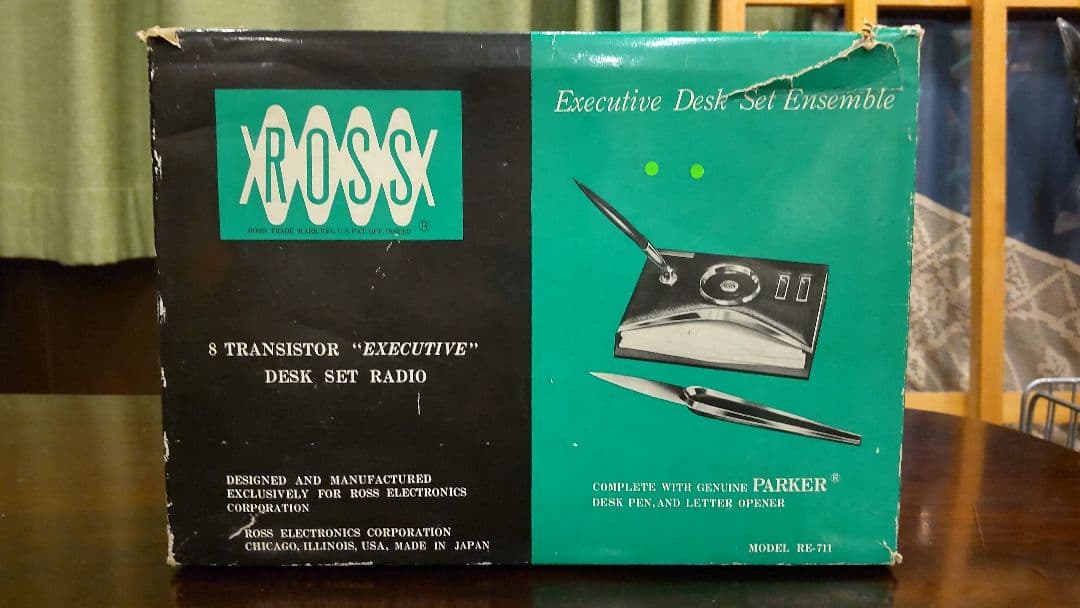 ROSS
ROSS TRADE MARK REG. U.S. PAT. OFF.
®
8 TRANSISTOR “EXECUTIVE”
DESK SET RADIO
DESIGNED AND MANUFACTURED
EXCLUSIVELY FOR ROSS ELECTRONICS
CORPORATION
ROSS ELECTRONICS CORPORATION
CHICAGO, ILLINOIS, USA, MADE IN JAPAN
Executive Desk Set Ensemble
COMPLETE WITH GENUINE PARKER®
DESK PEN, AND LETTER OPENER
MODEL RE-711